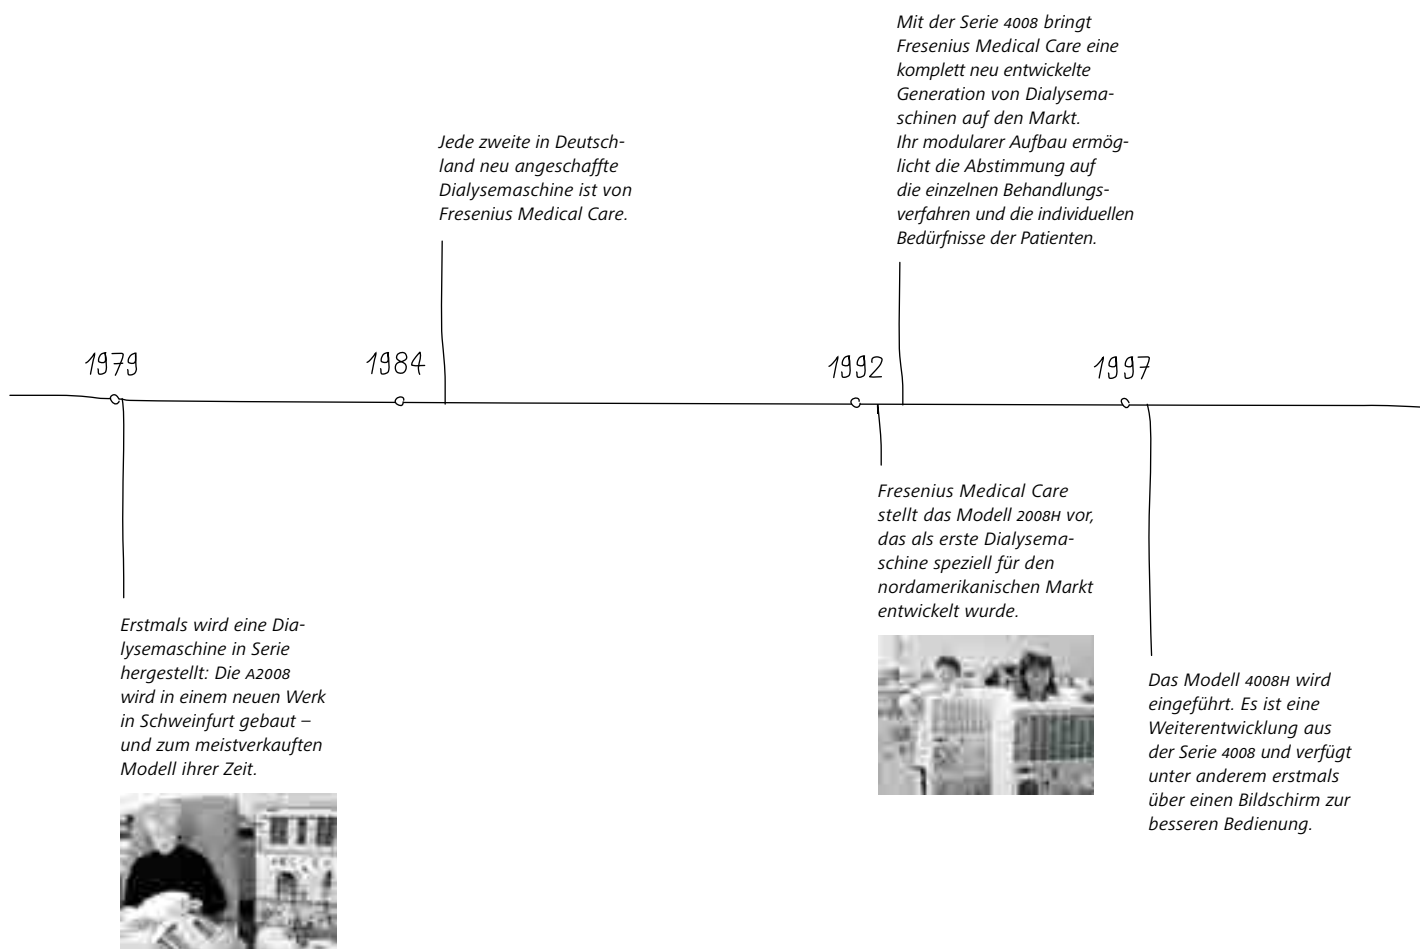 1979
Erstmals wird eine Dia-
lysemaschine in Serie
hergestellt: Die A2008
wird in einem neuen Werk
in Schweinfurt gebaut –
und zum meistverkauften
Modell ihrer Zeit.
1984
Jede zweite in Deutsch-
land neu angeschaffte
Dialysemaschine ist von
Fresenius Medical Care.
1992
Mit der Serie 4008 bringt
Fresenius Medical Care eine
komplett neu entwickelte
Generation von Dialysema-
schinen auf den Markt.
Ihr modularer Aufbau ermög-
licht die Abstimmung auf
die einzelnen Behandlungs-
verfahren und die individuellen
Bedürfnisse der Patienten.
Fresenius Medical Care
stellt das Modell 2008H vor,
das als erste Dialysema-
schine speziell für den
nordamerikanischen Markt
entwickelt wurde.
1997
Das Modell 4008H wird
eingeführt. Es ist eine
Weiterentwicklung aus
der Serie 4008 und verfügt
unter anderem erstmals
über einen Bildschirm zur
besseren Bedienung.